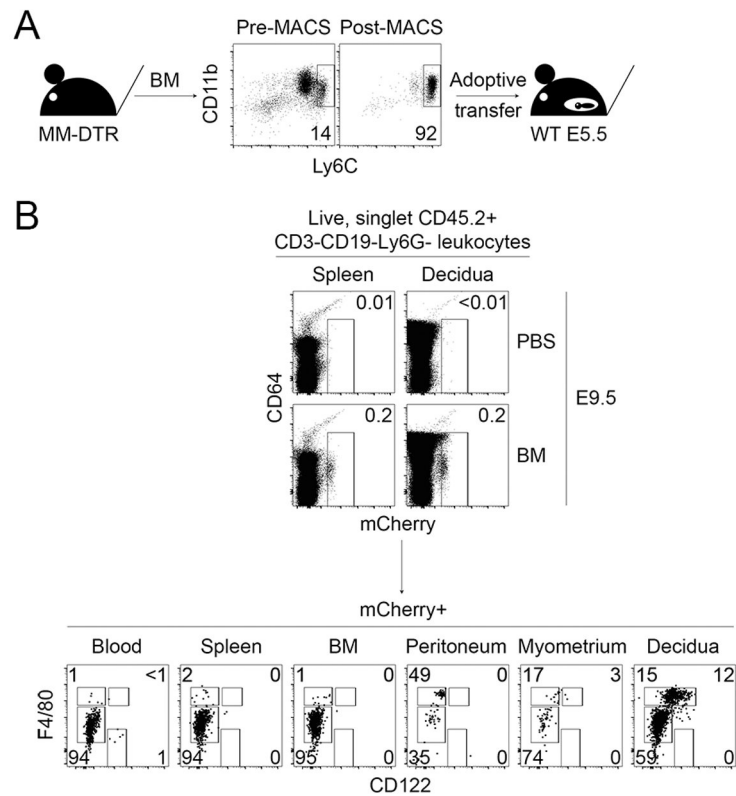 A
Pre-MACS Post-MACS
BM
CD11b
Adoptive
transfer
MM-DTR
14
92
WT E5.5
Ly6C
B
Live, singlet CD45.2+
CD3-CD19-Ly6G- leukocytes
Spleen Decidua
0.01 <0.01
PBS
CD64
E9.5
0.2 0.2
BM
mCherry
mCherry+
Blood Spleen BM Peritoneum Myometrium Decidua
1 <1 2 0 1 0 49 0 17 3 15 12
F4/80
94 1 94 0 95 0 35 0 74 0 59 0
CD122